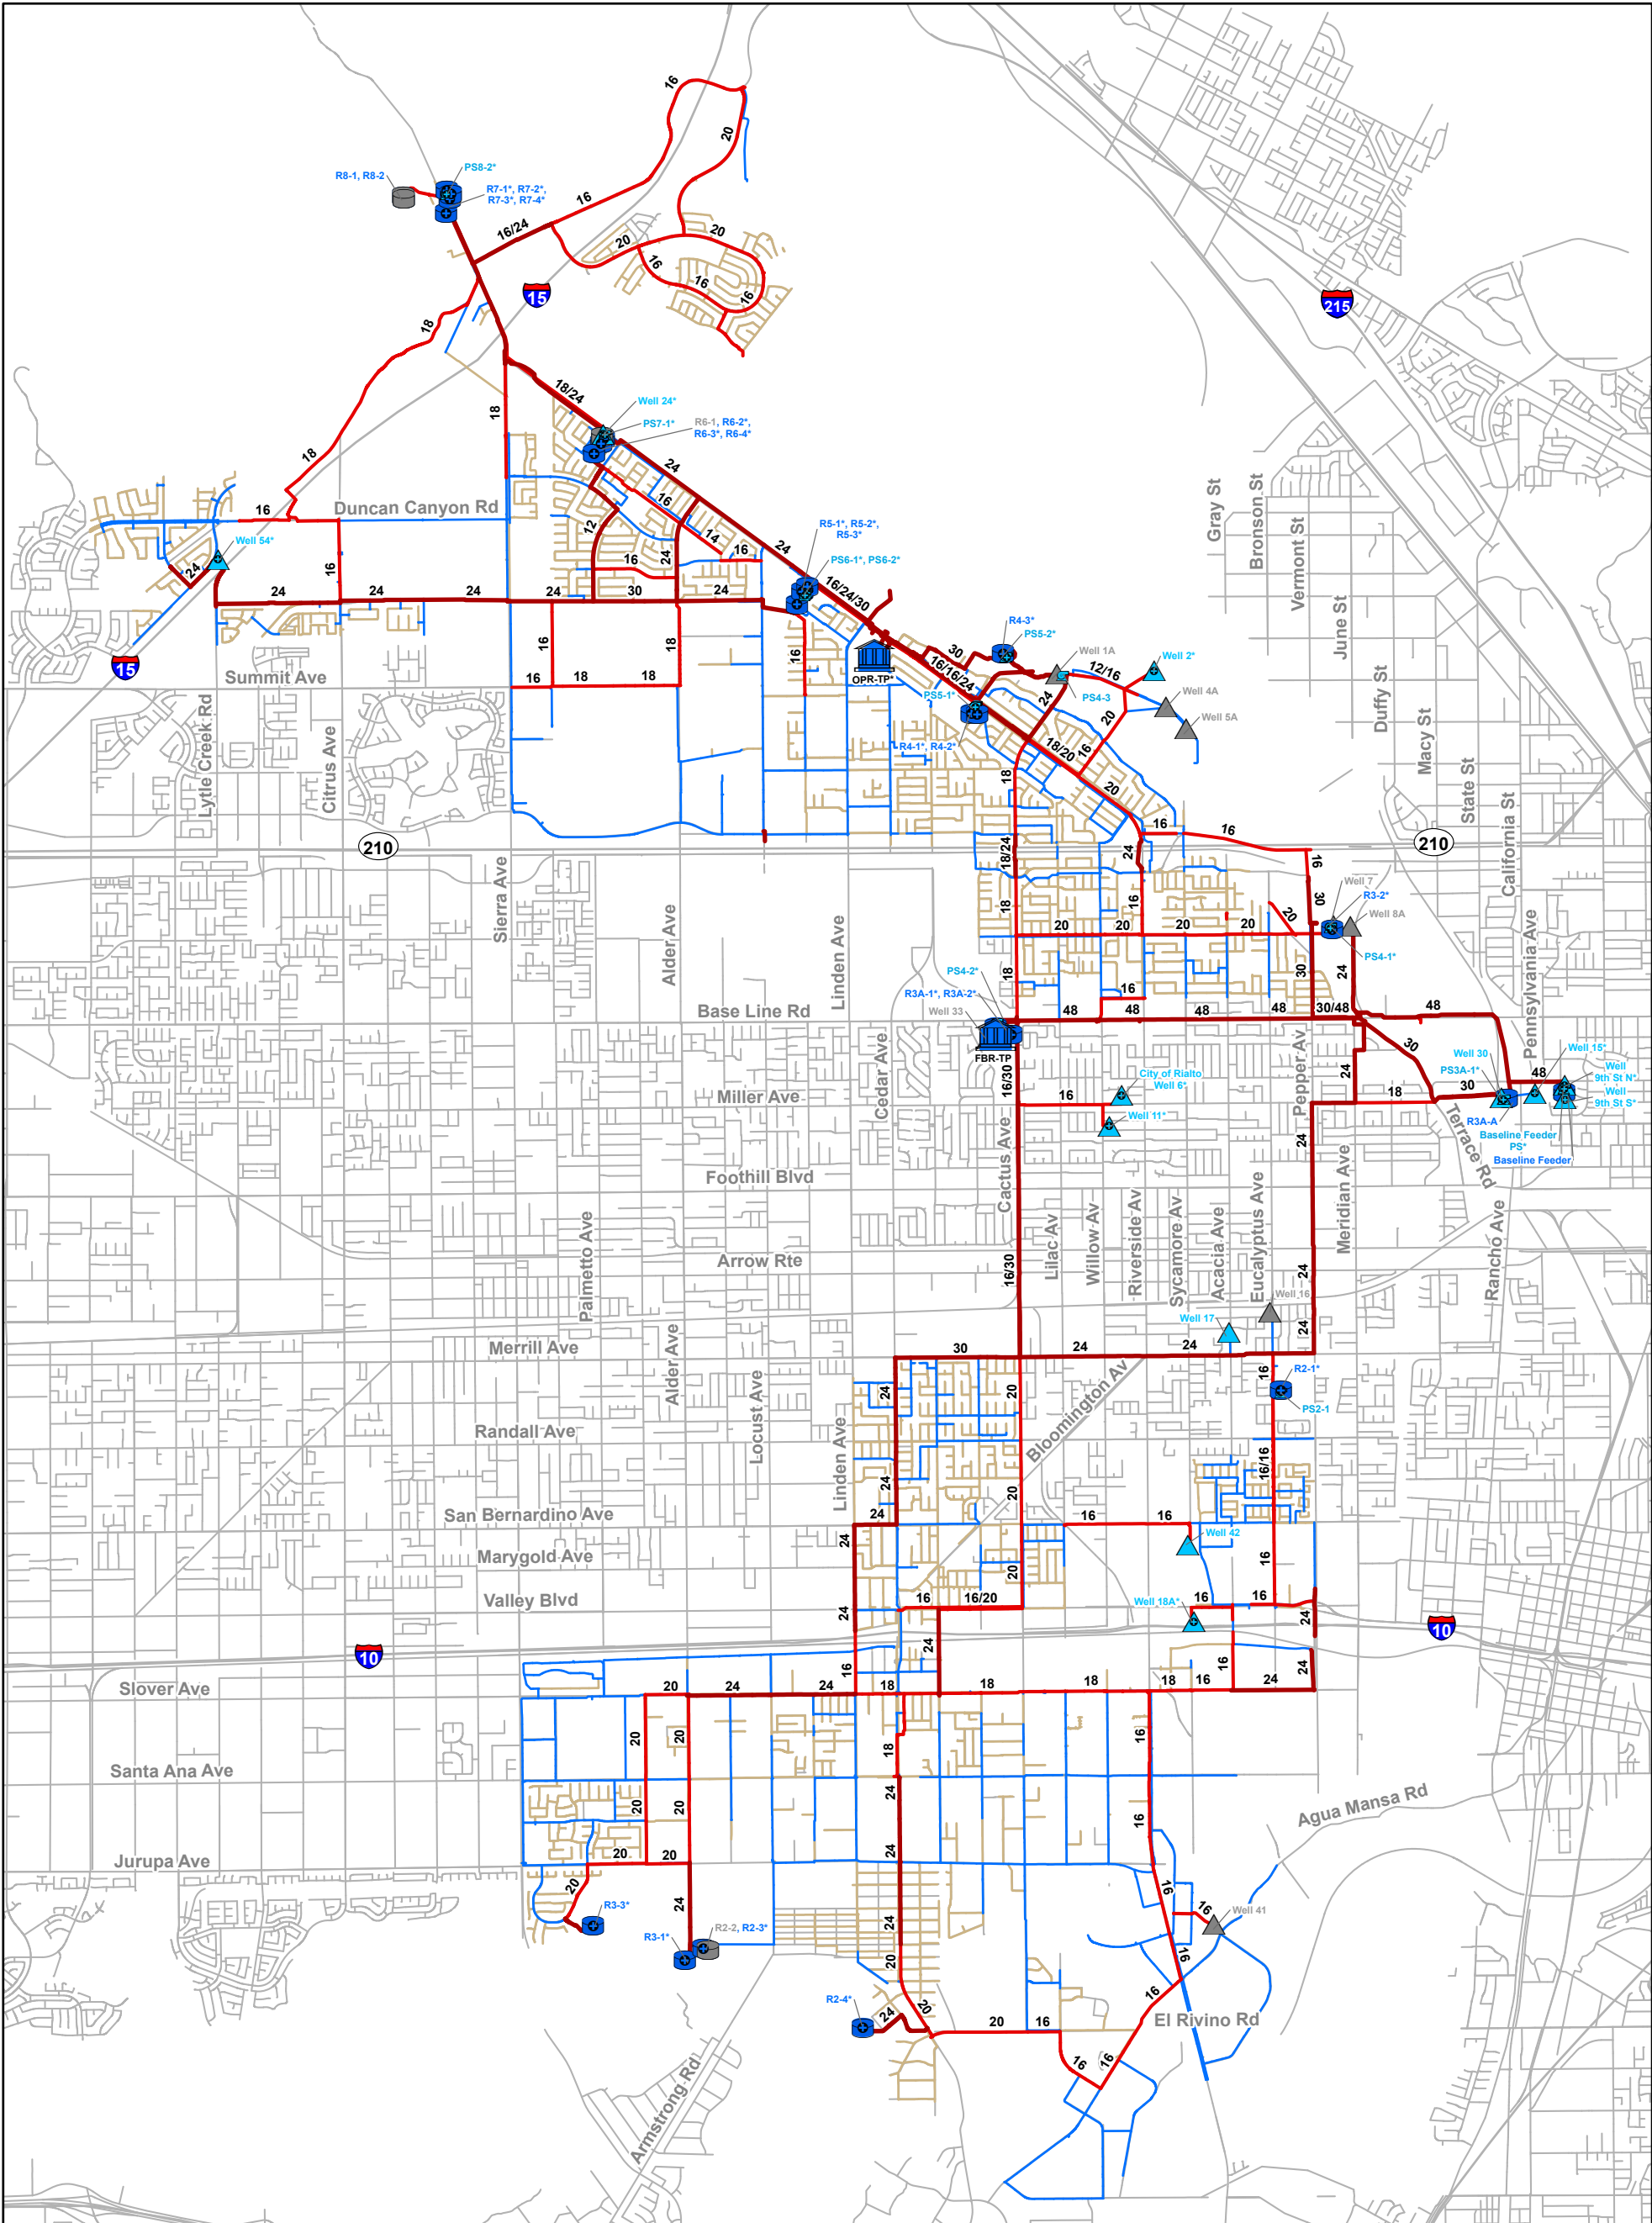 16
20
R8-1, R8-2
PS8-2*
R7-1*, R7-2*,
R7-3*, R7-4*
16
16/24
20
20
16
16
16
15
215
18
18/24
18
Well 24*
PS7-1*
R6-1, R6-2*,
R6-3*, R6-4*
18
24
16
Duncan Canyon Rd
16
12
14
16
24
R5-1*, R5-2*,
R5-3*
PS6-1*, PS6-2*
Well 54*
24
16
16
24
24
24
24
24
30
24
16/24/30
Gray St
Bronson St
Vermont St
June St
Duffy St
Macy St
State St
California St
R4-3*
PS5-2*
30
16/16/24
Well 1A
12/16
Well 2*
PS4-3
Well 4A
Well 5A
OPR-TP*
PS5-1*
R4-1*, R4-2*
24
20
16
18/20
20
16
18
16
16
18
18
15
Summit Ave
Lytle Creek Rd
Citrus Ave
18
18/24
18
24
16
16
16
30
210
210
Sierra Ave
Alder Ave
Linden Ave
Well 7
R3-2*
Well 8A
PS4-1*
20
20
20
20
20
16
30
24
18
16
PS4-2*
R3A-1*, R3A-2*
Well 33
FBR-TP
Base Line Rd
48
48
48
48
30/48
48
30
Pennsylvania Ave
Well 30
PS3A-1*
Well 15*
48
Well
9th St N*
Well
9th St S*
R3A-A
Baseline Feeder
PS*
Baseline Feeder
30
18
24
24
Cedar Ave
Miller Ave
16/30
16
City of Rialto
Well 6*
Well 11*
Pepper Av
Terrace Rd
Foothill Blvd
Cactus Ave
Lilac Av
Willow Av
Riverside Av
Sycamore Av
Acacia Ave
Eucalyptus Ave
Meridian Ave
Rancho Ave
Palmetto Ave
Arrow Rte
16/30
24
24
Well 16
Well 17
Merrill Ave
30
24
24
16
R2-1*
PS2-1
Alder Ave
Locust Ave
Linden Ave
24
20
Bloomington Av
Randall Ave
24
20
16/16
San Bernardino Ave
24
16
16
Well 42
24
Marygold Ave
20
16
Valley Blvd
24
16
16/20
Well 18A*
16
16
24
10
10
24
16
16
24
Slover Ave
20
24
24
18
18
18
18
16
24
20
20
18
16
Santa Ana Ave
20
20
24
16
Agua Mansa Rd
Jurupa Ave
20
20
24
20
24
24
16
16
Well 41
R3-3*
R3-1*
R2-2, R2-3*
20
16
16
R2-4*
24
20
20
16
El Rivino Rd
16
16
Armstrong Rd